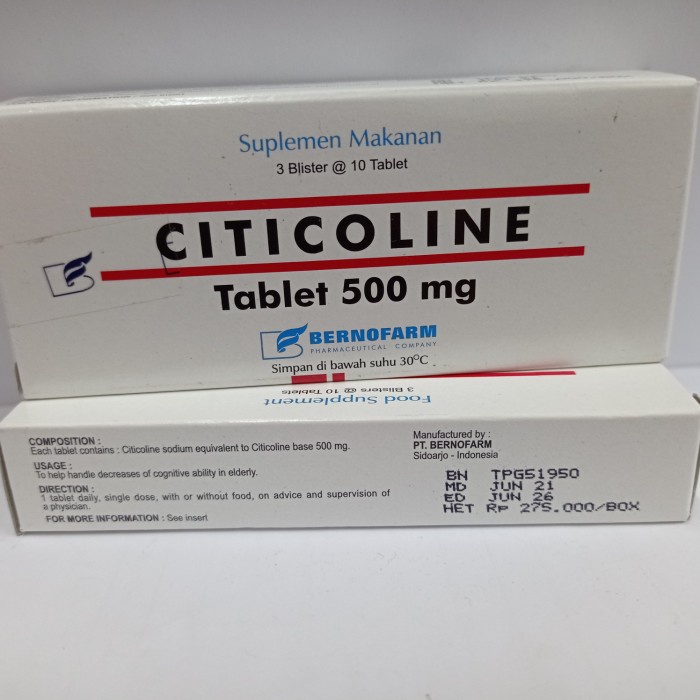 Suplemen Makanan
3 Blister @ 10 Tablet
CITICOLINE
Tablet 500 mg
BERNOFARM
PHARMACEUTICAL COMPANY
Simpan di bawah suhu 30°C
3 Blisters @ 10 Tablets
Food Supplement
COMPOSITION :
Each tablet contains : Citicoline sodium equivalent to Citicoline base 500 mg.
USAGE :
To help handle decreases of cognitive ability in elderly.
DIRECTION :
1 tablet daily, single dose, with or without food, on advice and supervision of
a physician.
FOR MORE INFORMATION : See insert
Manufactured by :
PT. BERNOFARM
Sidoarjo - Indonesia
BN TPG51950
MD JUN 21
ED JUN 26
HET Rp 275.000/BOX